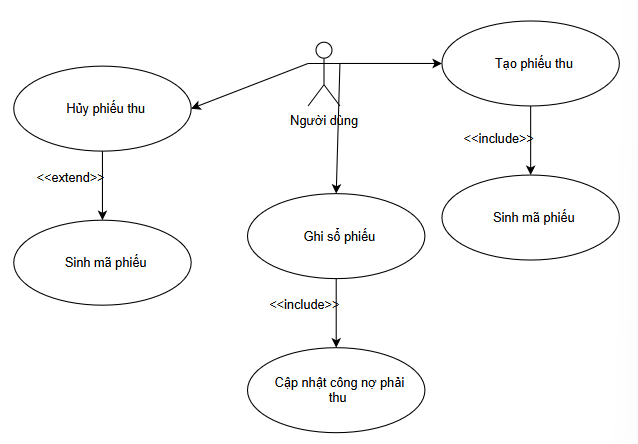 Tạo phiếu thu
Hủy phiếu thu
Người dùng
<<include>>
<<extend>>
Sinh mã phiếu
Ghi sổ phiếu
Sinh mã phiếu
<<include>>
Cập nhật công nợ phải
thu